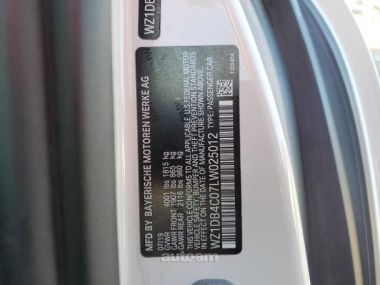 WZ1DB
MFD BY BAYERISCHE MOTOREN WERKE AG
07/19
GVWR 4001 lbs 1815 kg
GAWR FRONT 1907 lbs 865 kg
GAWR REAR 2116 lbs 960 kg
THIS VEHICLE CONFORMS TO ALL APPLICABLE U.S. FEDERAL MOTOR
VEHICLE SAFETY, BUMPER AND THEFT PREVENTION STANDARDS
IN EFFECT ON THE DATE OF MANUFACTURE SHOWN ABOVE.
WZ1DB4C07LW025012 TYPE: PASSENGER CAR
auto.am